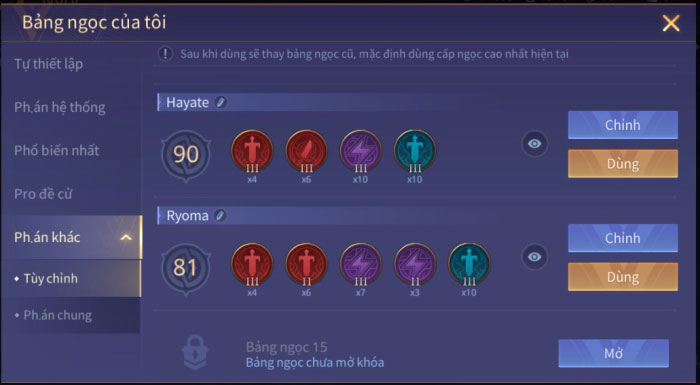 Bảng ngọc của tôi
Sau khi dùng sẽ thay bảng ngọc cũ, mặc định dùng cấp ngọc cao nhất hiện tại
Tự thiết lập
Ph.án hệ thống
Phổ biến nhất
Pro đề cử
Ph.án khác
Tùy chỉnh
Ph.án chung
Hayate
90
III
x4
III
x6
III
x10
III
x10
Chỉnh
Dùng
Ryoma
81
III
x4
II
x6
III
x7
II
x3
III
x10
Chỉnh
Dùng
Bảng ngọc 15
Bảng ngọc chưa mở khóa
Mở